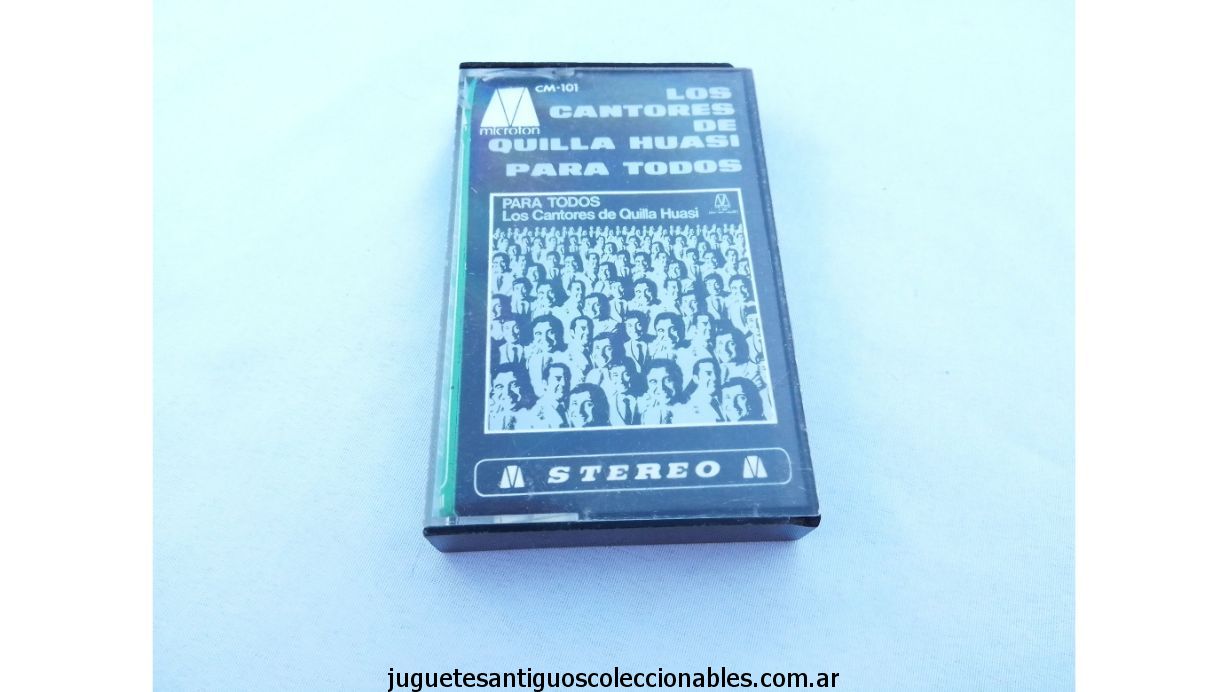 CM-101
microfon
LOS
CANTORES
DE
QUILLA HUASI
PARA TODOS
PARA TODOS
Los Cantores de Quilla Huasi
STEREO
juguetesantiguoscoleccionables.com.ar